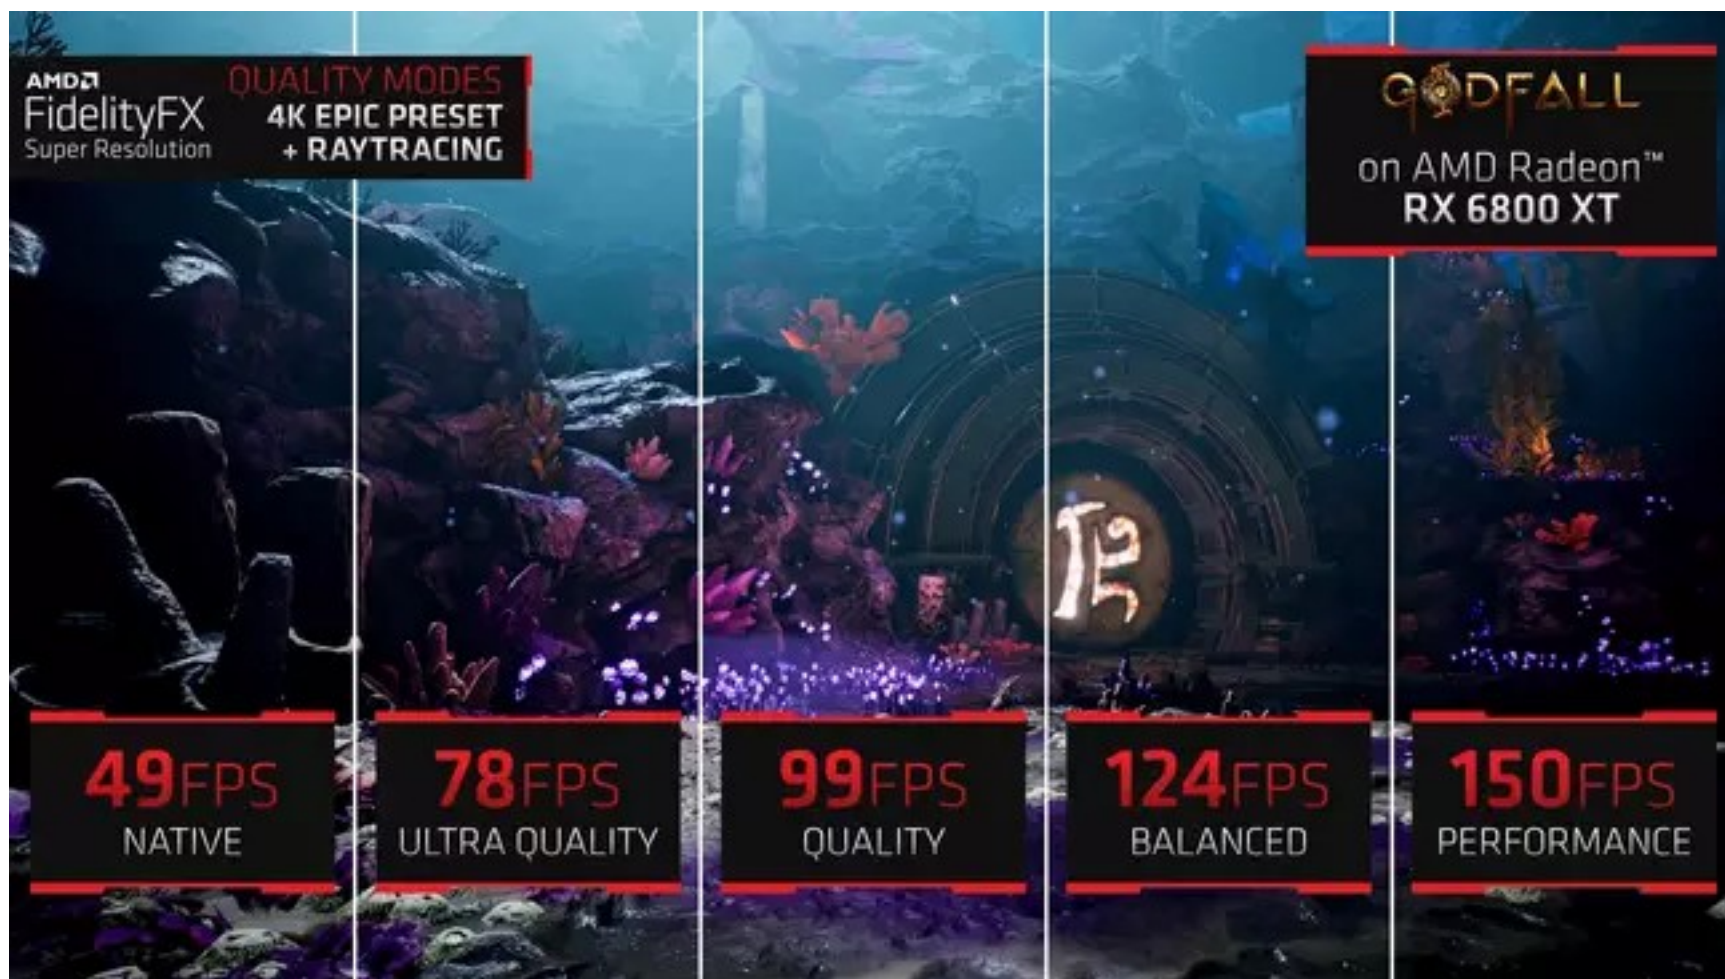 AMD
FidelityFX
Super Resolution
QUALITY MODES
4K EPIC PRESET
+ RAYTRACING
GODFALL
on AMD Radeon™
RX 6800 XT
49FPS
NATIVE
78FPS
ULTRA QUALITY
99FPS
QUALITY
124FPS
BALANCED
150FPS
PERFORMANCE